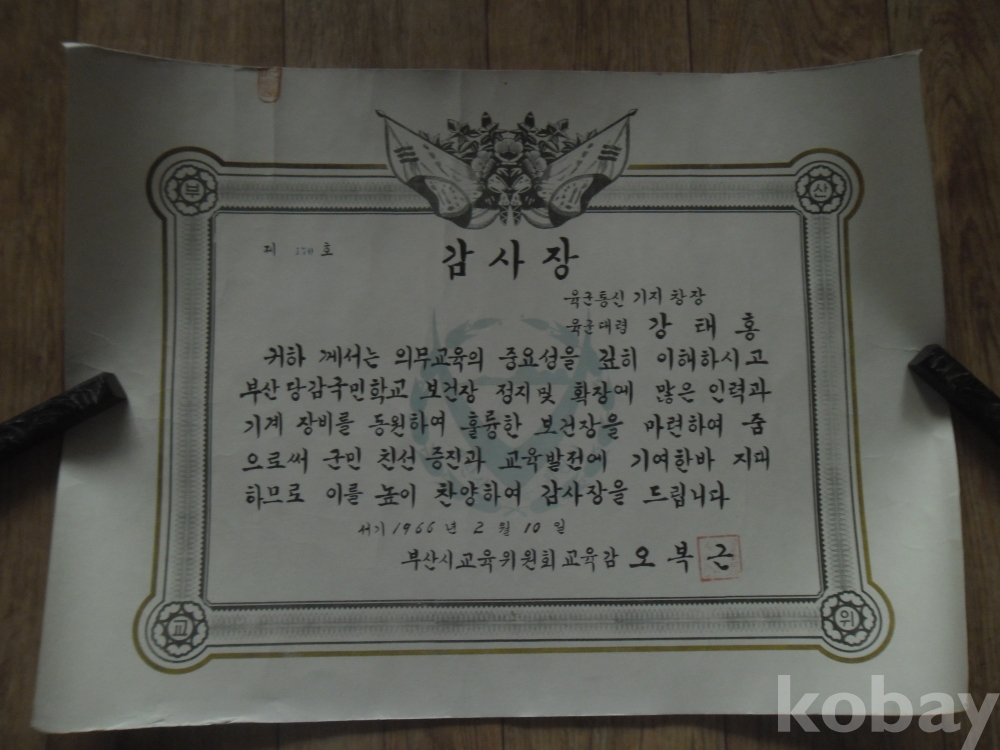 부
산
제 370 호
감사장
육군통신 기지 창장
육군대령 강 태 홍
귀하 께서는 의무교육의 중요성을 깊히 이해하시고
부산 당감국민학교 보건장 정지및 확장에 많은 인력과
기계 장비를 동원하여 훌륭한 보건장을 마련하여 줌
으로써 군민 친선 증진과 교육발전에 기여한바 지대
하므로 이를 높이 찬양하여 감사장을 드립니다
서기 1966 년 2 월 10 일
부산시교육위원회교육감 오 복 근
교
위
kobay